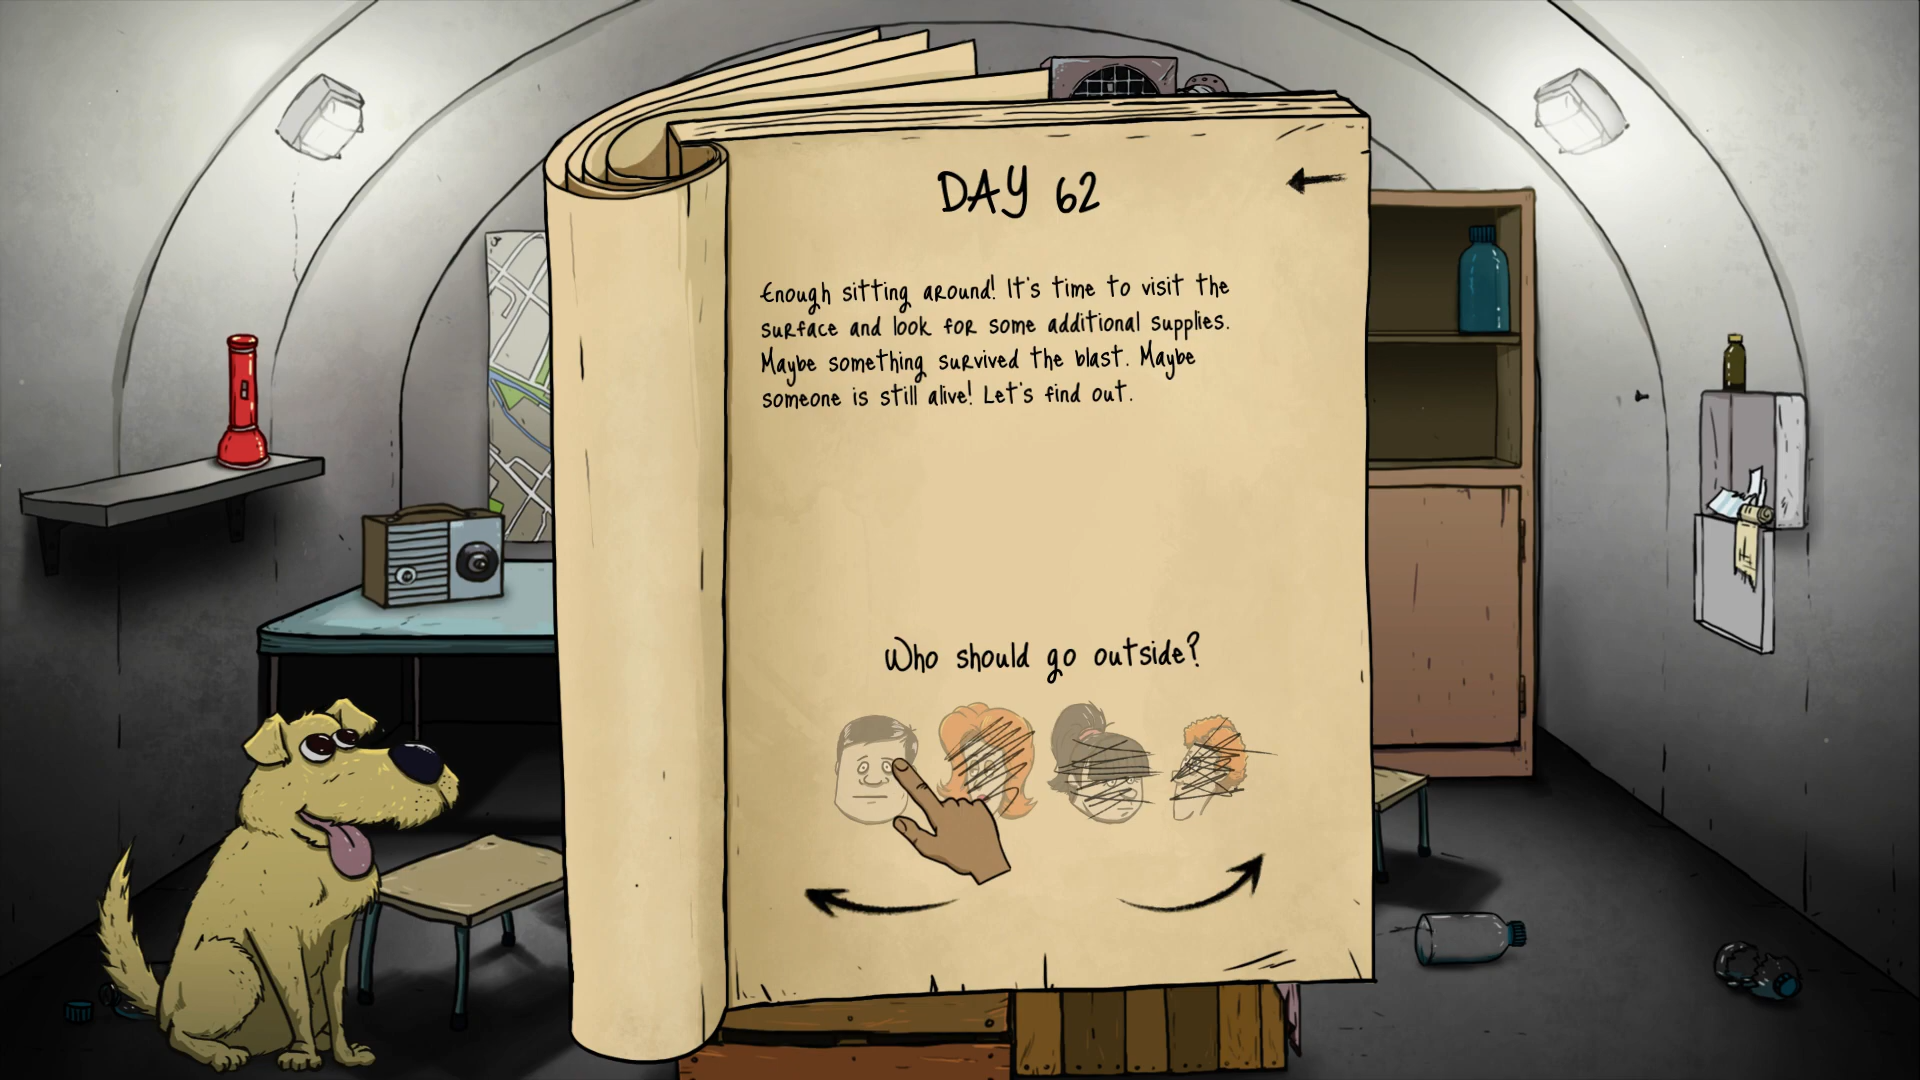 DAY 62
Enough sitting around! It's time to visit the
surface and look for some additional supplies.
Maybe something survived the blast. Maybe
someone is still alive! Let's find out.
Who should go outside?